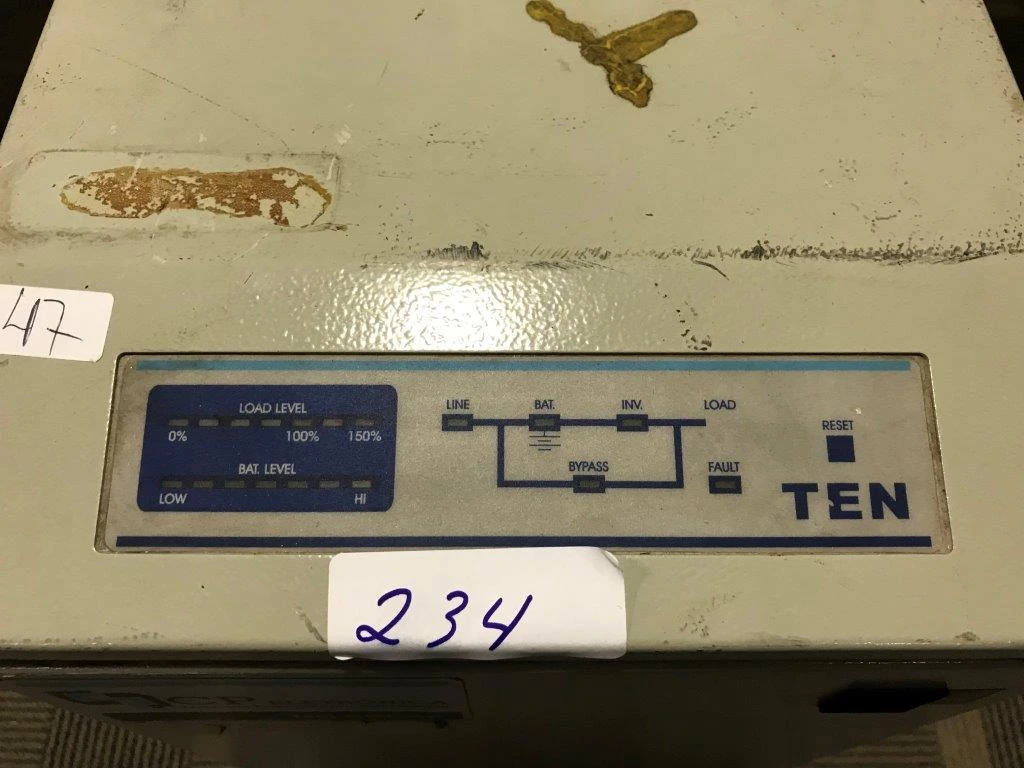 47
LOAD LEVEL
0% 100% 150%
BAT. LEVEL
LOW HI
LINE BAT. INV. LOAD
BYPASS FAULT
RESET
TEN
234